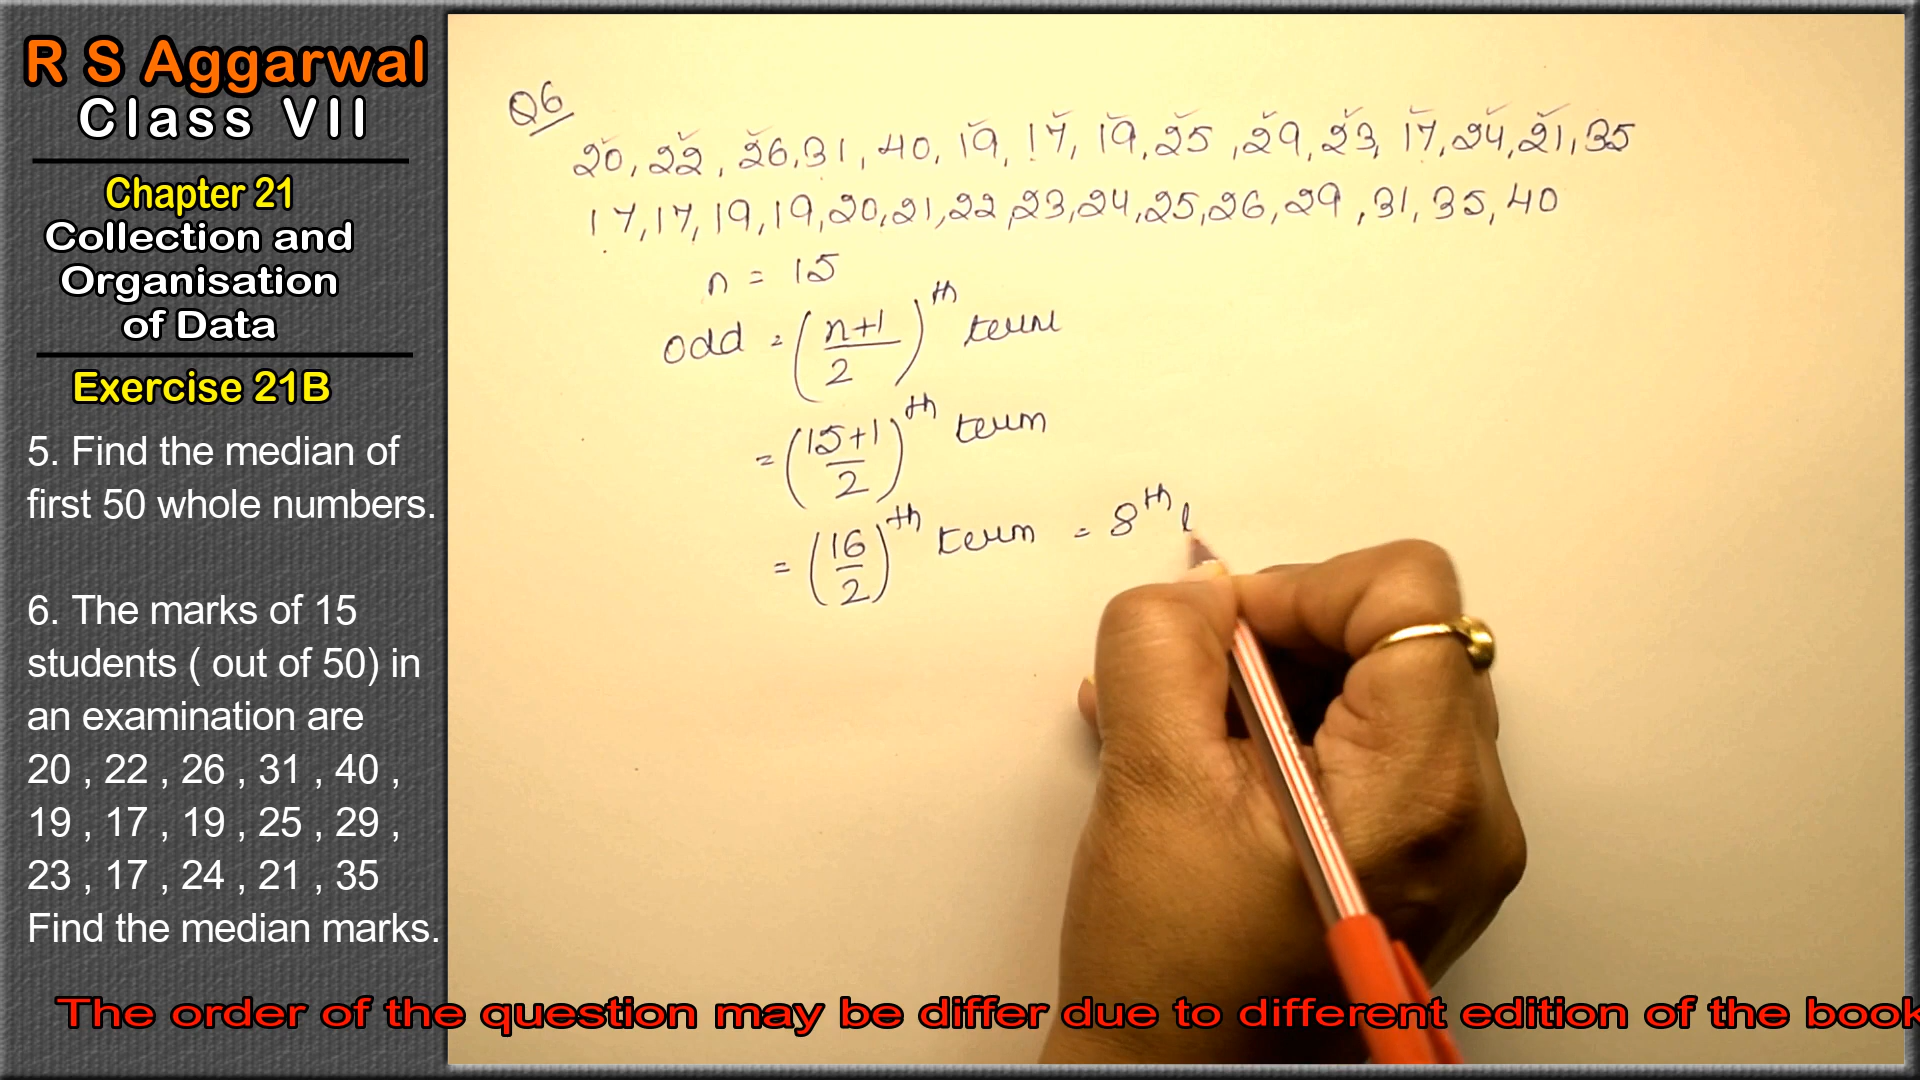 R S Aggarwal
Class VII
Chapter 21
Collection and
Organisation
of Data
Exercise 21B
5. Find the median of
first 50 whole numbers.
6. The marks of 15
students ( out of 50) in
an examination are
20 , 22 , 26 , 31 , 40 ,
19 , 17 , 19 , 25 , 29 ,
23 , 17 , 24 , 21 , 35
Find the median marks.
Q6
20, 22, 26, 31, 40, 19, 17, 19, 25, 29, 23, 17, 24, 21, 35
17, 17, 19, 19, 20, 21, 22, 23, 24, 25, 26, 29, 31, 35, 40
n = 15
odd = (n+1/2)th term
= (15+1/2)th term
= (16/2)th term = 8th
The order of the question may be differ due to different edition of the book